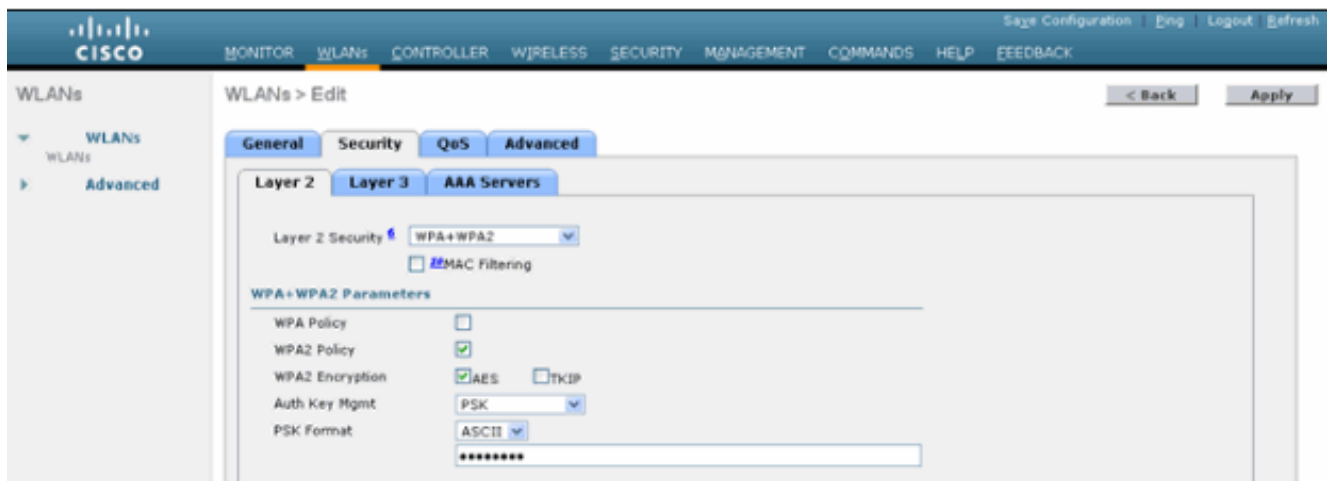 Save Configuration | Ping | Logout | Refresh
CISCO
MONITOR WLANs CONTROLLER WIRELESS SECURITY MANAGEMENT COMMANDS HELP FEEDBACK
WLANs
WLANs > Edit
< Back
Apply
WLANs
WLANs
Advanced
General Security QoS Advanced
Layer 2 Layer 3 AAA Servers
Layer 2 Security 6 WPA+WPA2
MAC Filtering
WPA+WPA2 Parameters
WPA Policy
WPA2 Policy
WPA2 Encryption AES TKIP
Auth Key Mgmt PSK
PSK Format ASCII
••••••••